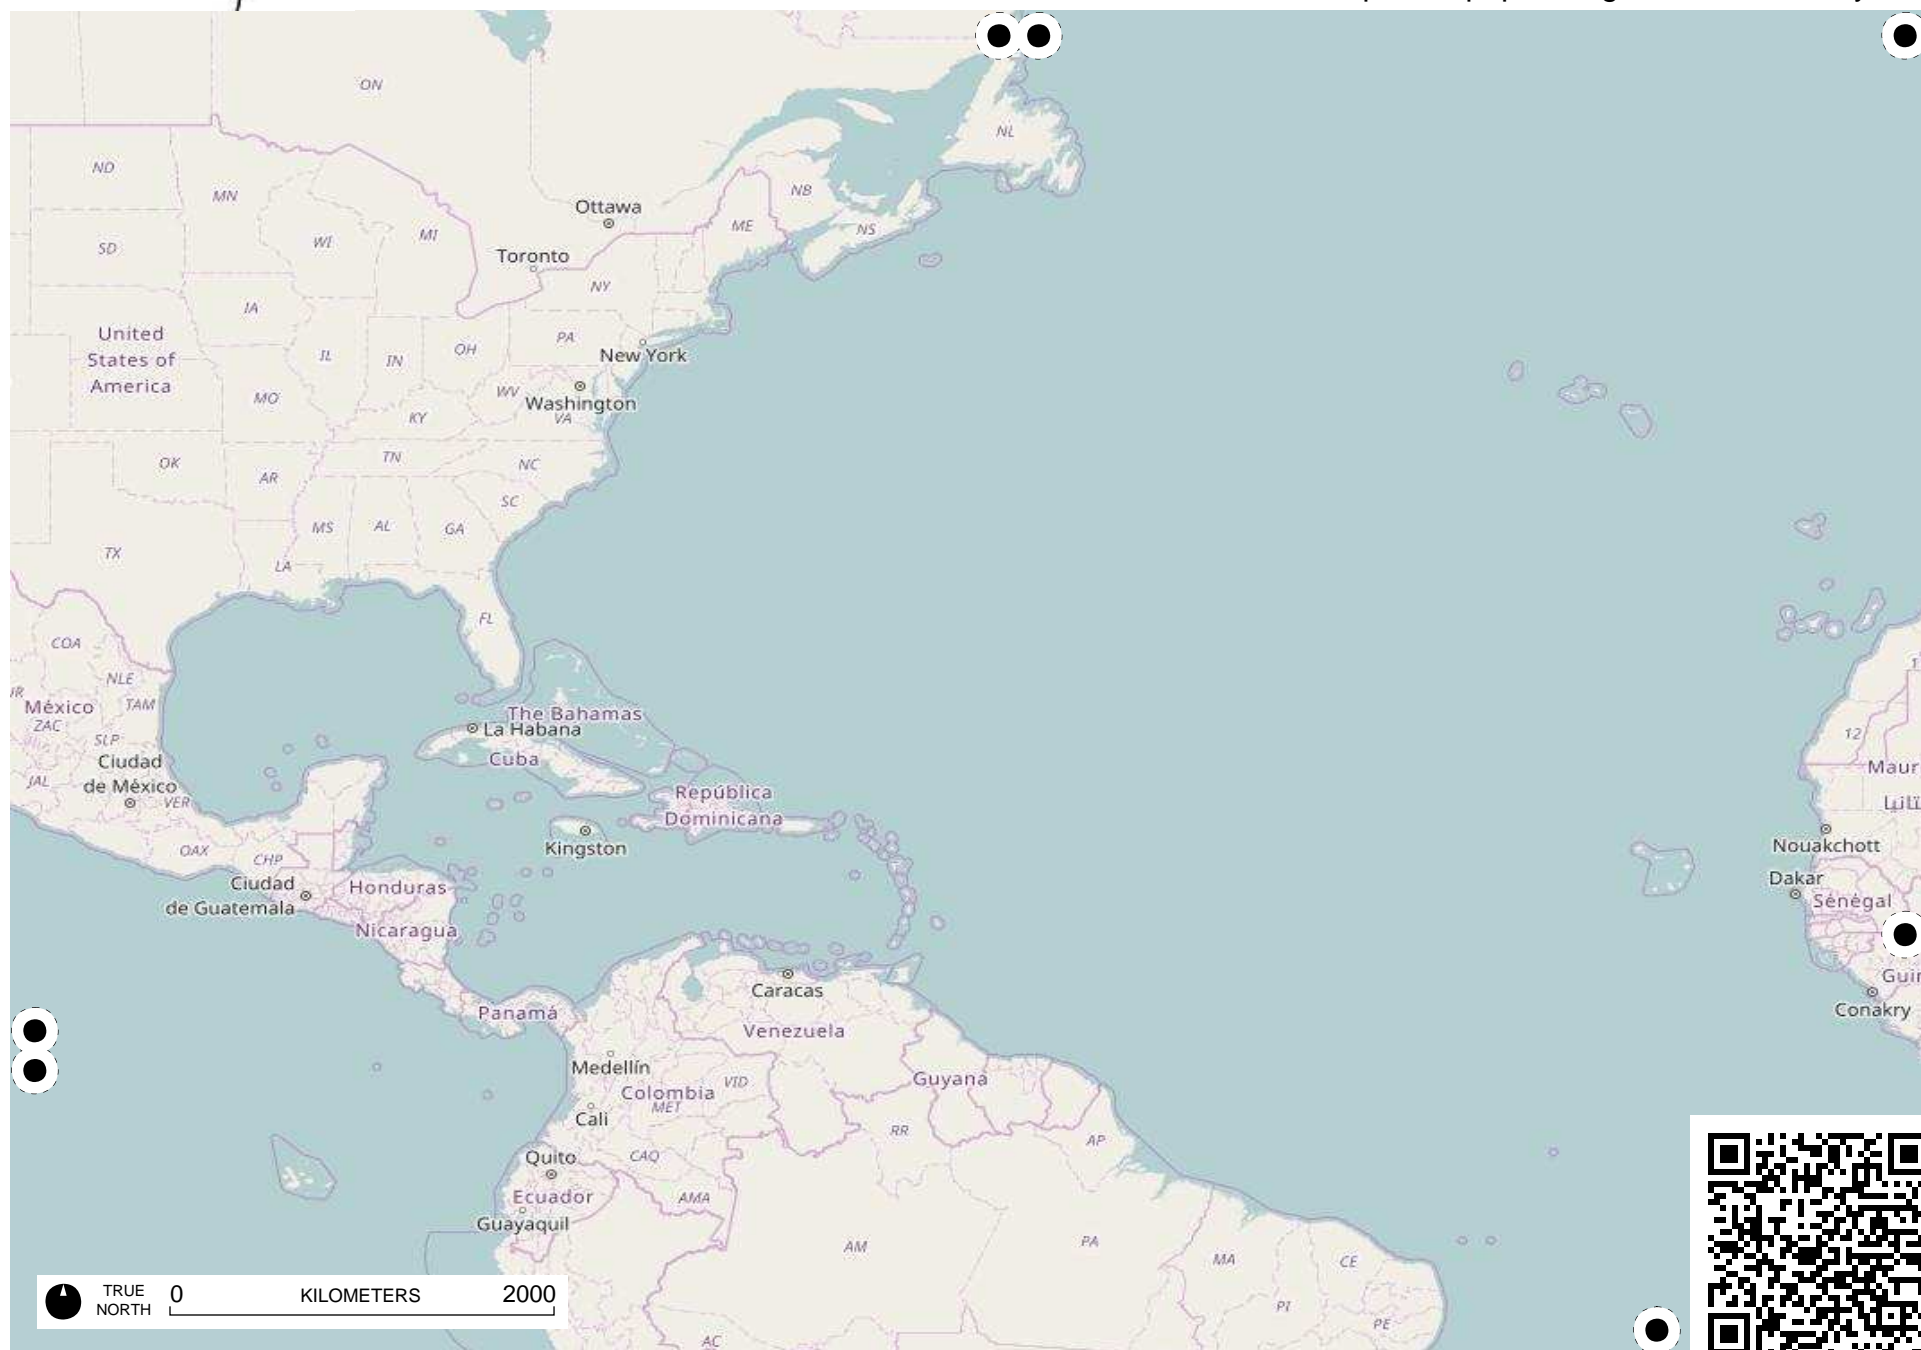 ON
NL
ND
MN
NB
Ottawa
ME
NS
SD
WI
MI
Toronto
NY
IA
United
States of
America
PA
New York
IL
IN
OH
WV
Washington
MO
KY
VA
OK
TN
NC
AR
SC
MS
AL
GA
TX
LA
FL
COA
NLE
México
TAM
ZAC
The Bahamas
La Habana
12
SLP
Cuba
Ciudad
de México
JAL
VER
República
Dominicana
Maur
Kingston
Nouakchott
OAX
CHP
Ciudad
de Guatemala
Honduras
Dakar
Sénégal
Nicaragua
Guin
Caracas
Conakry
Panamá
Venezuela
Medellín
Colombia
VID
MET
Guyana
Cali
RR
AP
Quito
CAQ
Ecuador
AMA
Guayaquil
AM
PA
MA
CE
TRUE
NORTH
0
KILOMETERS
2000
PI
PE
AC